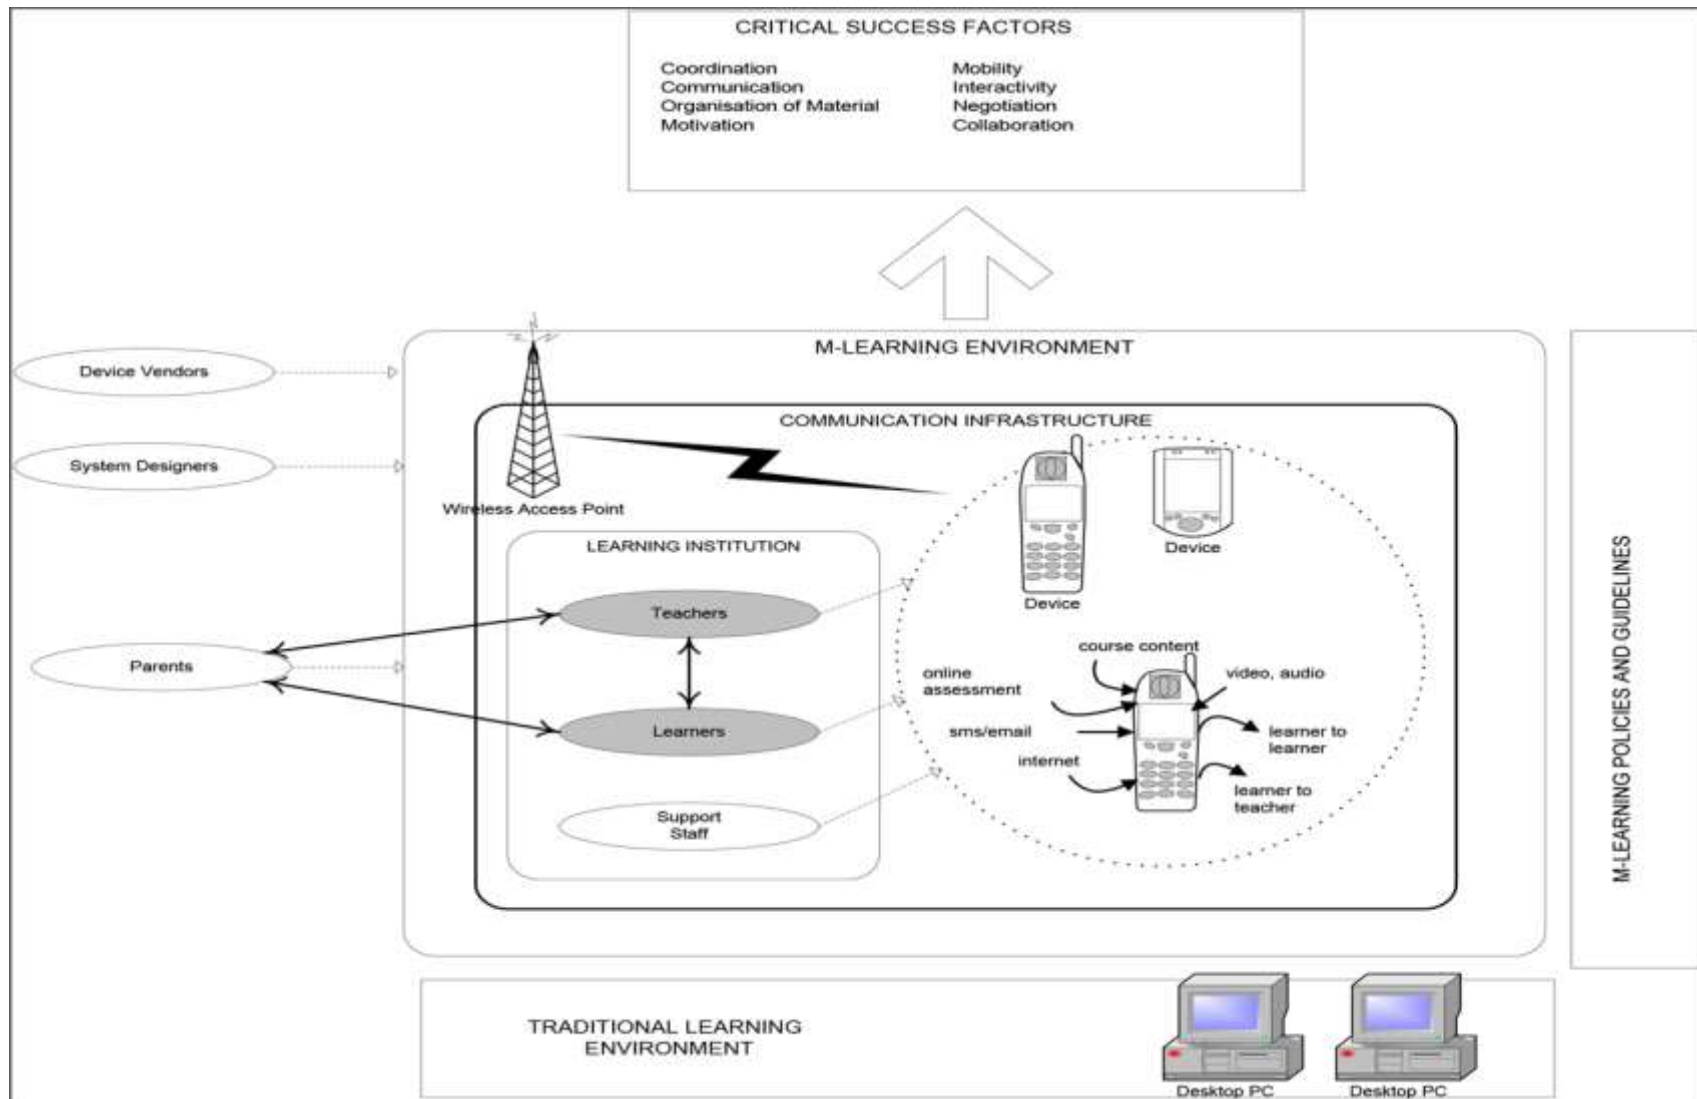 CRITICAL SUCCESS FACTORS
Coordination
Communication
Organisation of Material
Motivation
Mobility
Interactivity
Negotiation
Collaboration
M-LEARNING ENVIRONMENT
Device Vendors
System Designers
Parents
COMMUNICATION INFRASTRUCTURE
Wireless Access Point
LEARNING INSTITUTION
Teachers
Learners
Support
Staff
Device
Device
course content
online
assessment
video, audio
sms/email
internet
learner to
learner
learner to
teacher
M-LEARNING POLICIES AND GUIDELINES
TRADITIONAL LEARNING
ENVIRONMENT
Desktop PC
Desktop PC